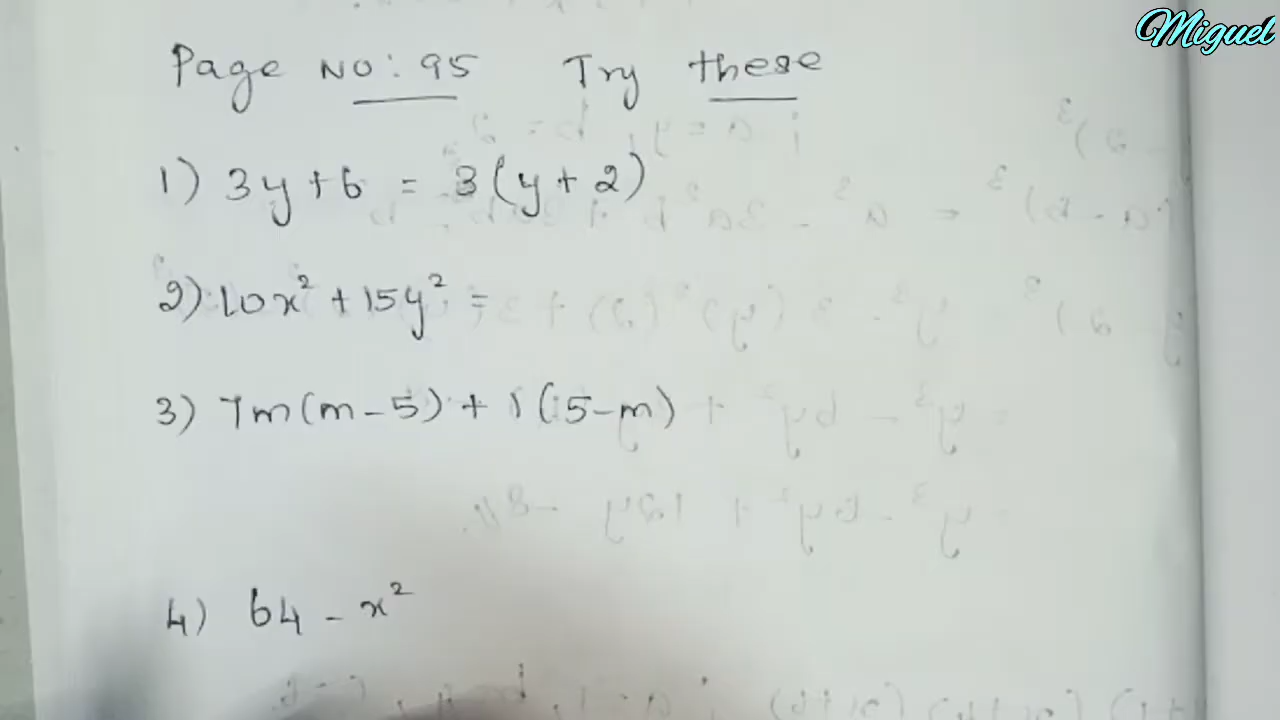 Miguel
Page No: 95 Try these
1) 3y+6 = 3(y+2)
2) 10x² + 15y² =
3) 7m(m-5) + 1(5-m)
4) 64 - x²